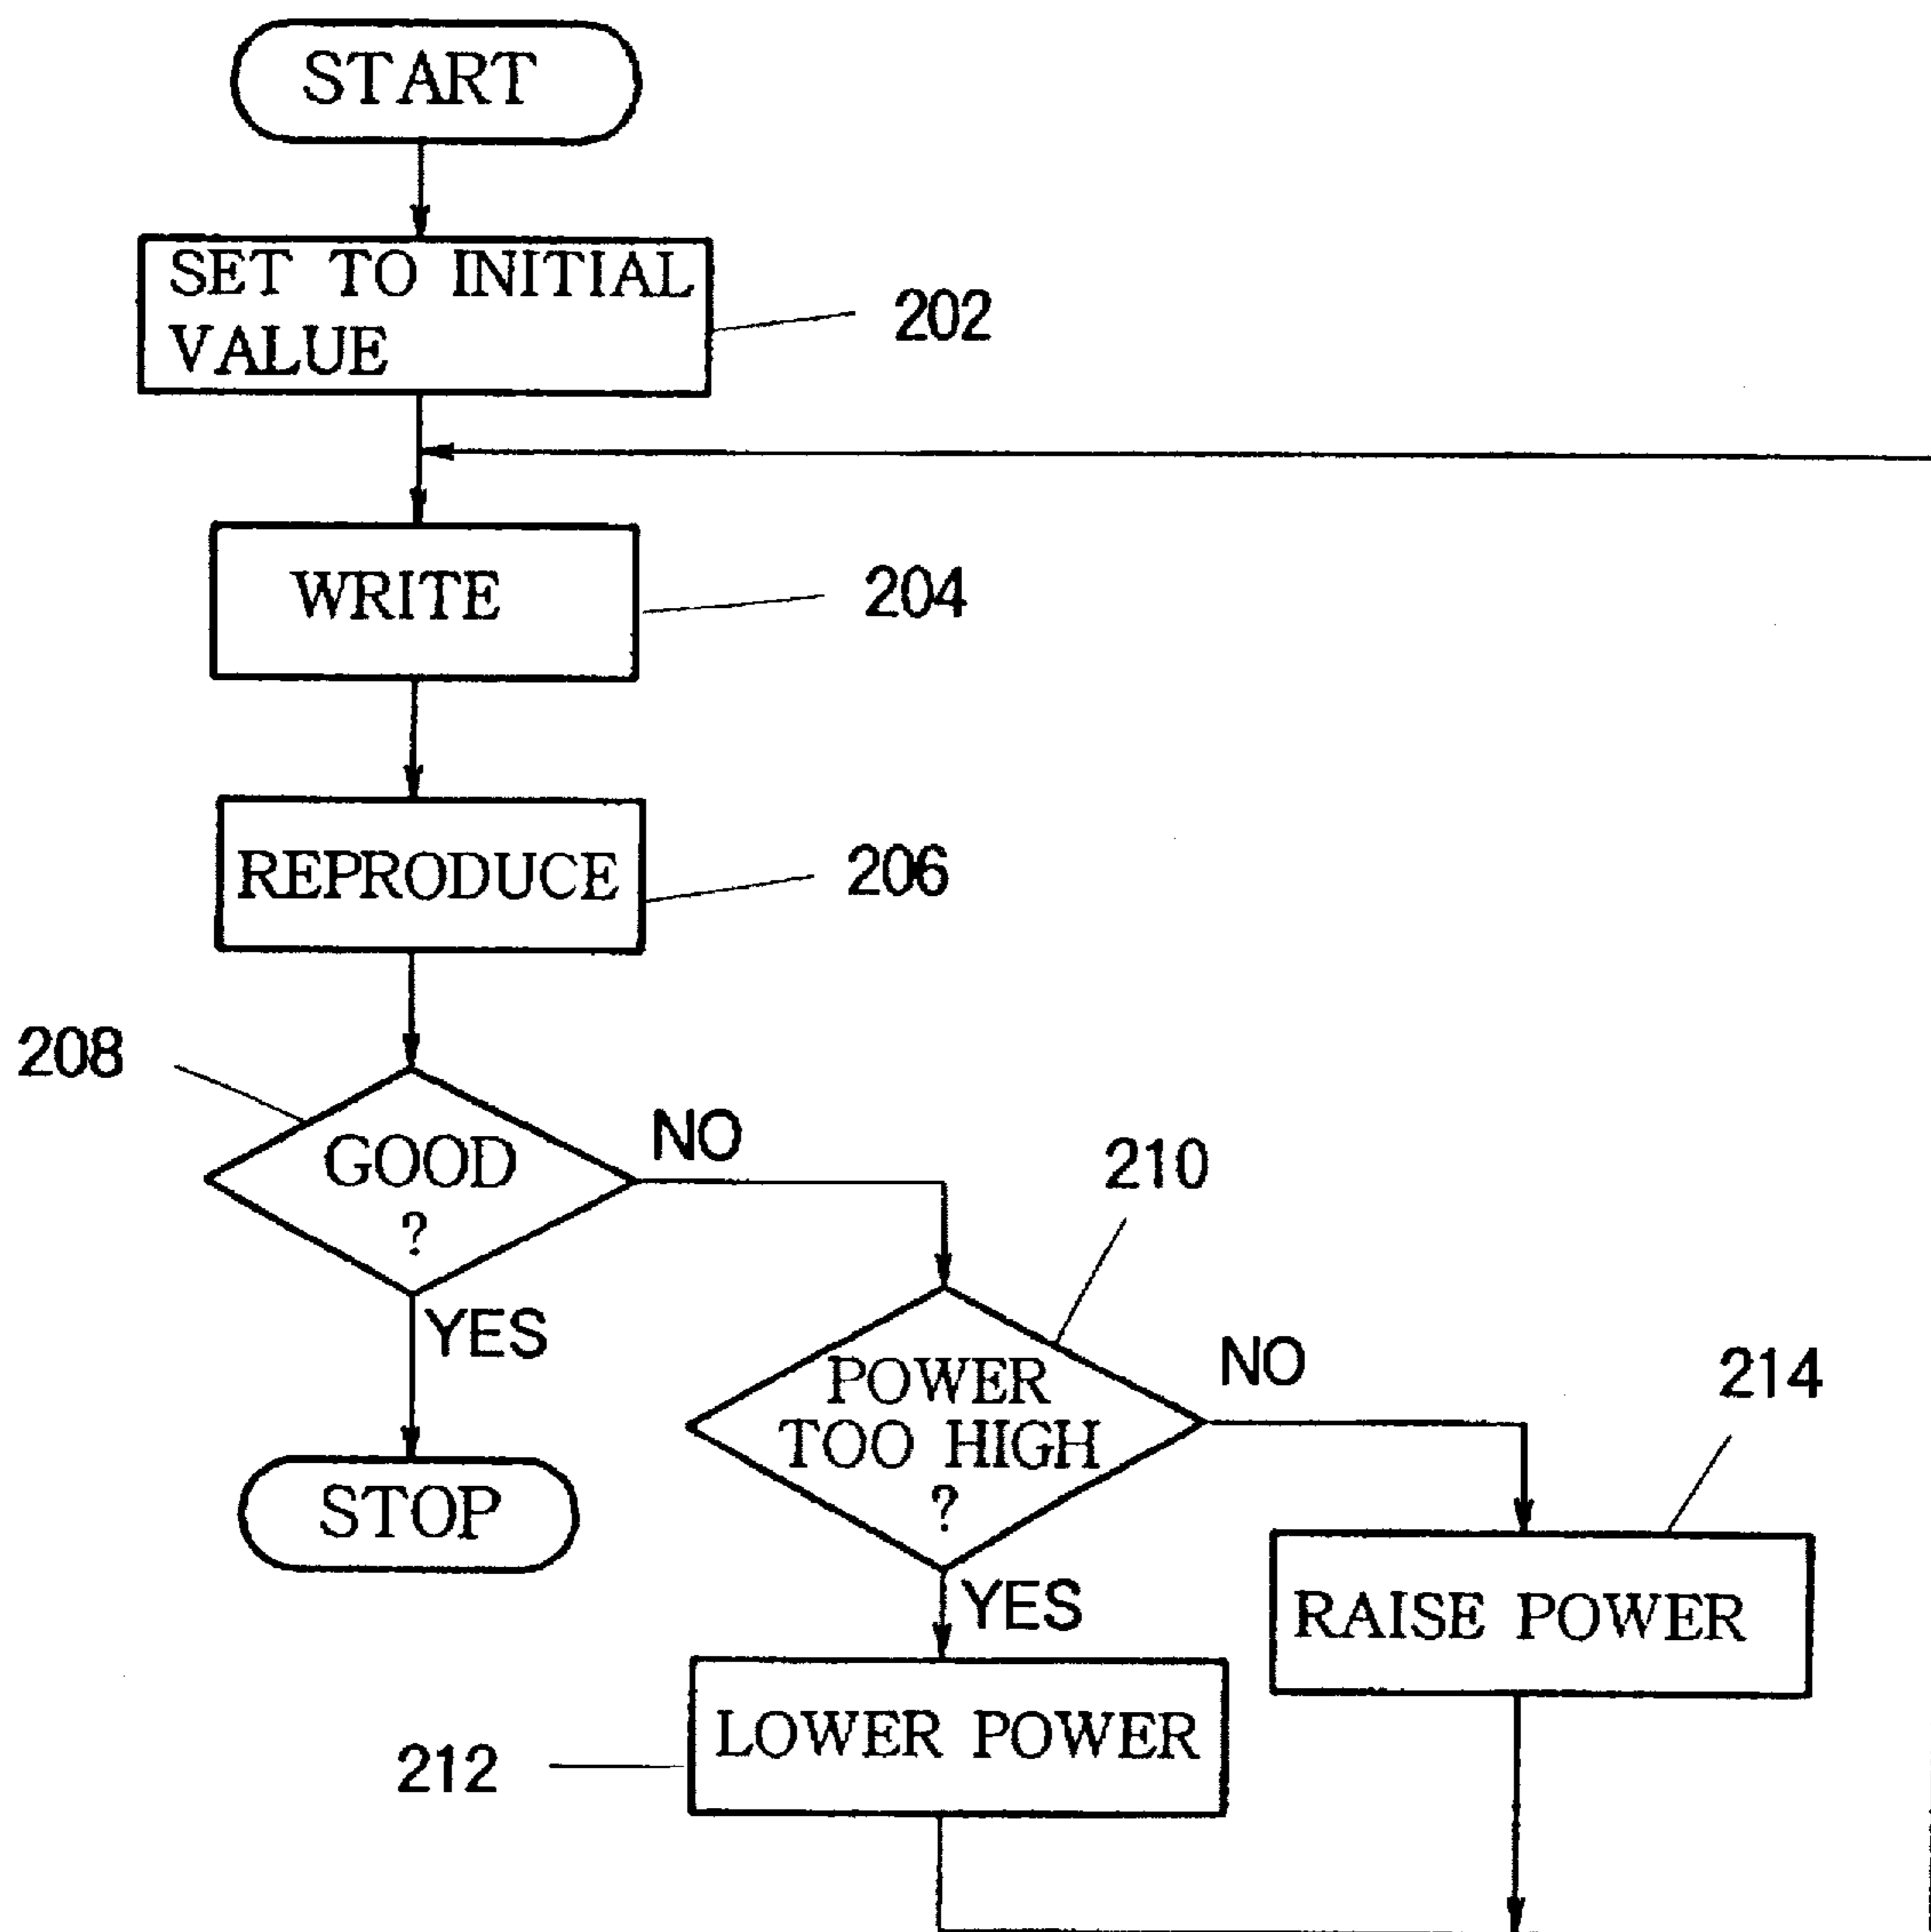 START
SET TO INITIAL
VALUE
202
WRITE
204
REPRODUCE
206
208
GOOD
?
NO
YES
STOP
210
POWER
TOO HIGH
?
NO
YES
214
RAISE POWER
LOWER POWER
212